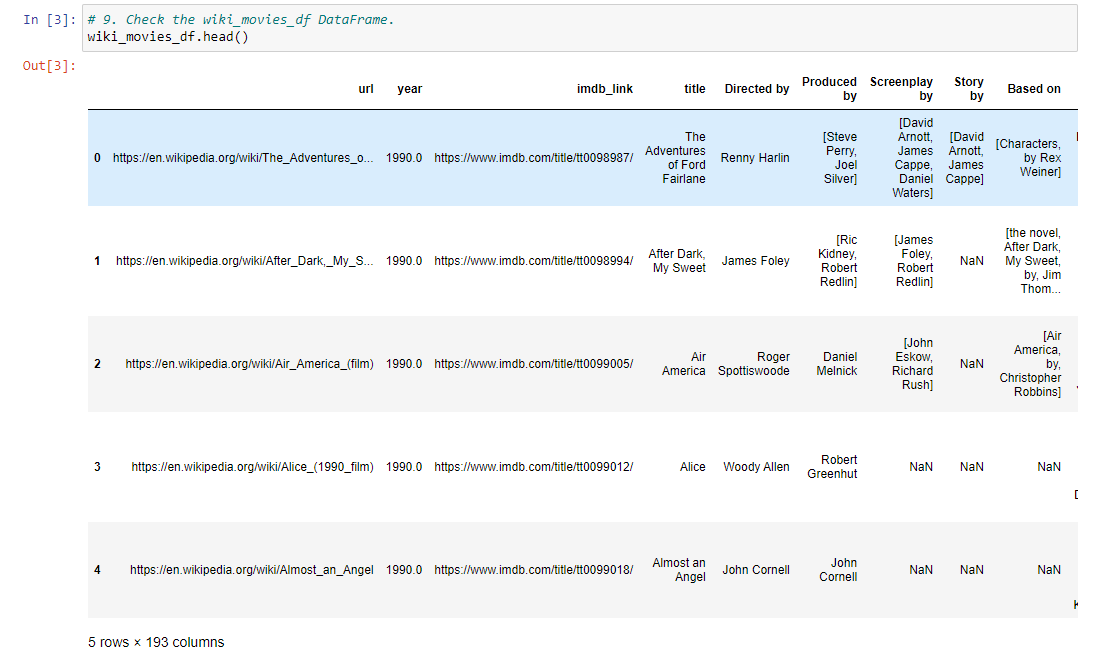 In [3]: # 9. Check the wiki_movies_df DataFrame.
wiki_movies_df.head()
Out[3]:
url year imdb_link title Directed by Produced by Screenplay by Story by Based on
0 https://en.wikipedia.org/wiki/The_Adventures_o... 1990.0 https://www.imdb.com/title/tt0098987/ The Adventures of Ford Fairlane Renny Harlin [Steve Perry, Joel Silver] [David Arnott, James Cappe, Daniel Waters] [David Arnott, James Cappe] [Characters, by Rex Weiner]
1 https://en.wikipedia.org/wiki/After_Dark,_My_S... 1990.0 https://www.imdb.com/title/tt0098994/ After Dark, My Sweet James Foley [Ric Kidney, Robert Redlin] [James Foley, Robert Redlin] NaN [the novel, After Dark, My Sweet, by, Jim Thom...
2 https://en.wikipedia.org/wiki/Air_America_(film) 1990.0 https://www.imdb.com/title/tt0099005/ Air America Roger Spottiswoode Daniel Melnick [John Eskow, Richard Rush] NaN [Air America, by, Christopher Robbins]
3 https://en.wikipedia.org/wiki/Alice_(1990_film) 1990.0 https://www.imdb.com/title/tt0099012/ Alice Woody Allen Robert Greenhut NaN NaN NaN
4 https://en.wikipedia.org/wiki/Almost_an_Angel 1990.0 https://www.imdb.com/title/tt0099018/ Almost an Angel John Cornell John Cornell NaN NaN NaN
5 rows × 193 columns